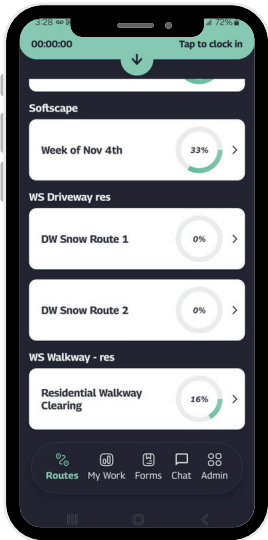 3:28
72%
00:00:00 Tap to clock in
Softscape
Week of Nov 4th 33%
WS Driveway res
DW Snow Route 1 0%
DW Snow Route 2 0%
WS Walkway - res
Residential Walkway
Clearing 16%
Routes My Work Forms Chat Admin